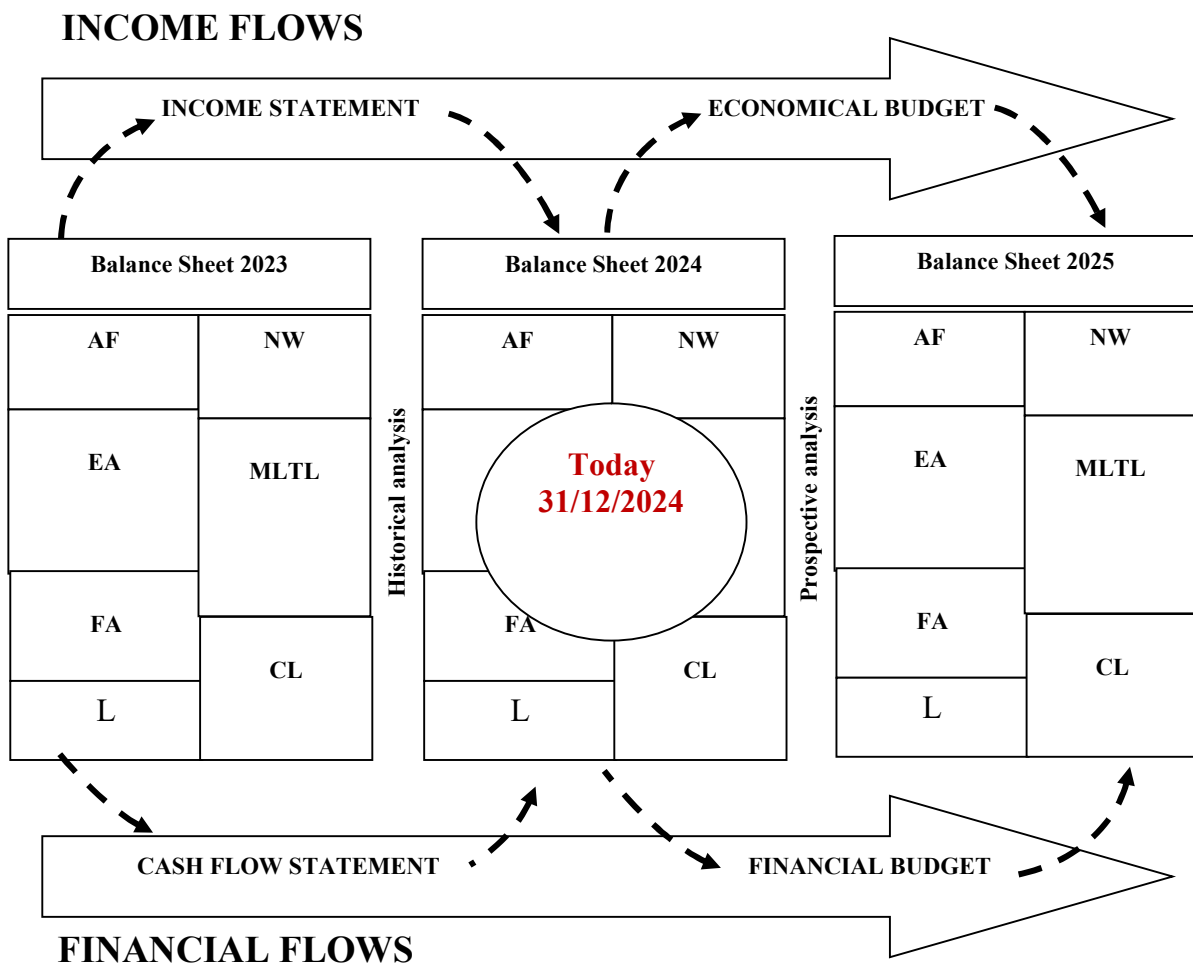 INCOME FLOWS
INCOME STATEMENT
ECONOMICAL BUDGET
Balance Sheet 2023
Balance Sheet 2024
Balance Sheet 2025
AF
NW
EA
MLTL
FA
CL
L
Historical analysis
AF
NW
Today
31/12/2024
FA
CL
L
Prospective analysis
AF
NW
EA
MLTL
FA
CL
L
CASH FLOW STATEMENT
FINANCIAL BUDGET
FINANCIAL FLOWS